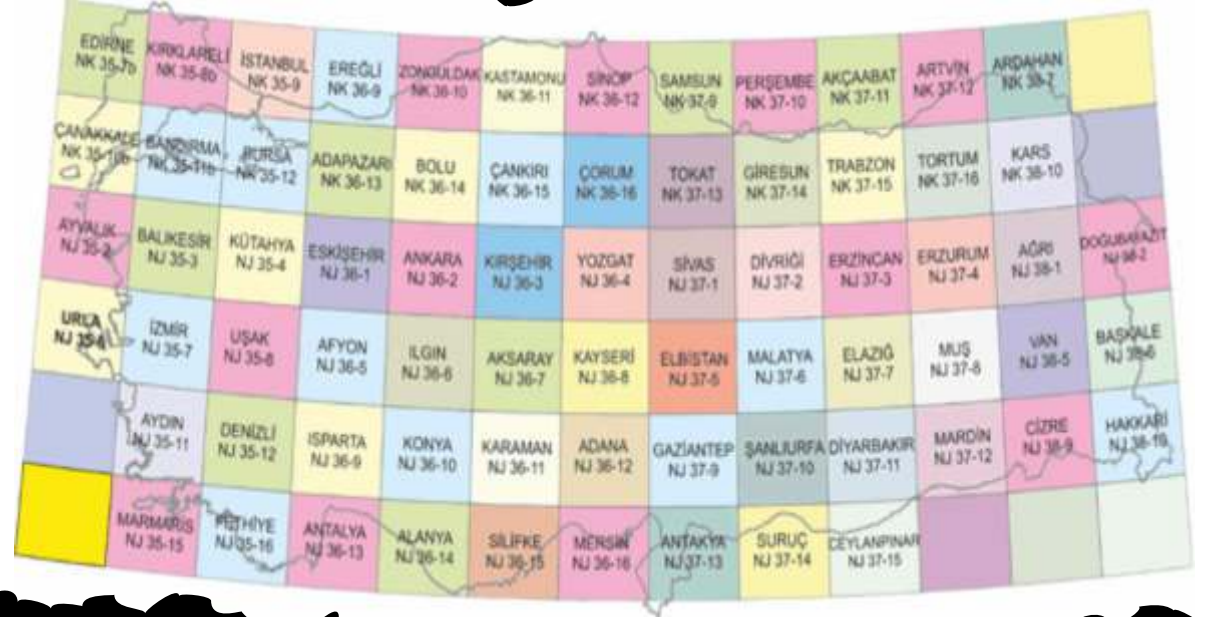 EDİRNE
NK 35-7b
KIRKLARELİ
NK 35-8b
İSTANBUL
NK 35-9
EREĞLİ
NK 36-9
ZONGULDAK
NK 36-10
KASTAMONU
NK 36-11
SİNOP
NK 36-12
SAMSUN
NK 37-9
PERŞEMBE
NK 37-10
AKÇAABAT
NK 37-11
ARTVİN
NK 37-12
ARDAHAN
NK 38-7
ÇANAKKALE
NK 35-10b
BANDIRMA
NK 35-11b
BURSA
NK 35-12
ADAPAZARI
NK 36-13
BOLU
NK 36-14
ÇANKIRI
NK 36-15
ÇORUM
NK 36-16
TOKAT
NK 37-13
GİRESUN
NK 37-14
TRABZON
NK 37-15
TORTUM
NK 37-16
KARS
NK 38-10
AYVALIK
NJ 35-2
BALIKESİR
NJ 35-3
KÜTAHYA
NJ 35-4
ESKİŞEHİR
NJ 36-1
ANKARA
NJ 36-2
KIRŞEHİR
NJ 36-3
YOZGAT
NJ 36-4
SİVAS
NJ 37-1
DİVRİĞİ
NJ 37-2
ERZİNCAN
NJ 37-3
ERZURUM
NJ 37-4
AĞRI
NJ 38-1
DOĞUBAYAZIT
NJ 38-2
URLA
NJ 35-6
İZMİR
NJ 35-7
UŞAK
NJ 35-8
AFYON
NJ 36-5
ILGIN
NJ 36-6
AKSARAY
NJ 36-7
KAYSERİ
NJ 36-8
ELBİSTAN
NJ 37-5
MALATYA
NJ 37-6
ELAZIĞ
NJ 37-7
MUŞ
NJ 37-8
VAN
NJ 38-5
BAŞKALE
NJ 38-6
AYDIN
NJ 35-11
DENİZLİ
NJ 35-12
ISPARTA
NJ 36-9
KONYA
NJ 36-10
KARAMAN
NJ 36-11
ADANA
NJ 36-12
GAZİANTEP
NJ 37-9
ŞANLIURFA
NJ 37-10
DİYARBAKIR
NJ 37-11
MARDİN
NJ 37-12
CİZRE
NJ 38-9
HAKKARİ
NJ 38-10
MARMARİS
NJ 35-15
FETHİYE
NJ 35-16
ANTALYA
NJ 36-13
ALANYA
NJ 36-14
SİLİFKE
NJ 36-15
MERSİN
NJ 36-16
ANTAKYA
NJ 37-13
SURUÇ
NJ 37-14
CEYLANPINAR
NJ 37-15